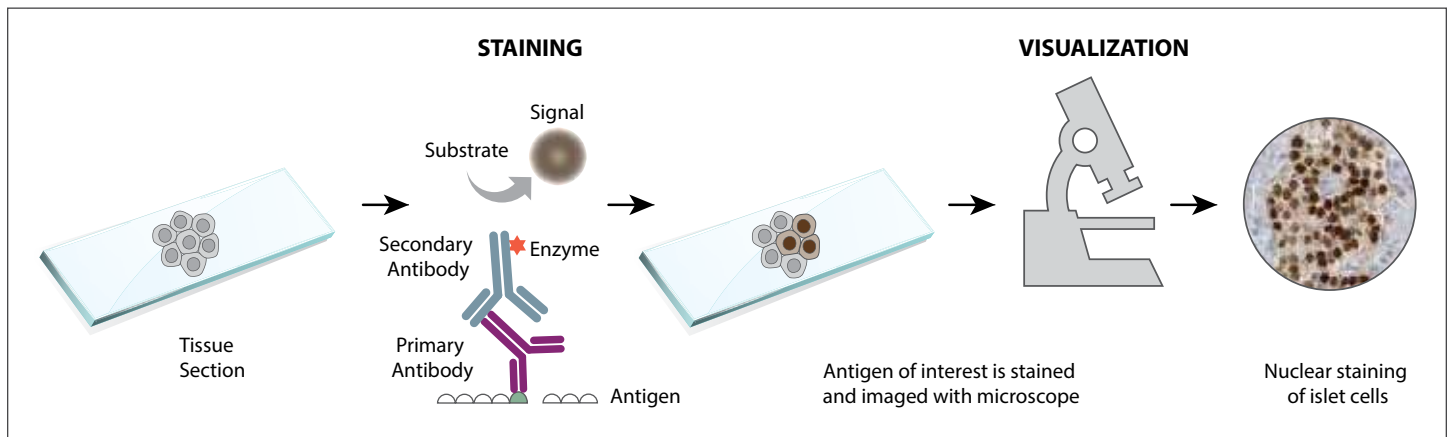 STAINING
VISUALIZATION
Signal
Substrate
Secondary
Antibody
Enzyme
Primary
Antibody
Antigen
Tissue
Section
Antigen of interest is stained
and imaged with microscope
Nuclear staining
of islet cells